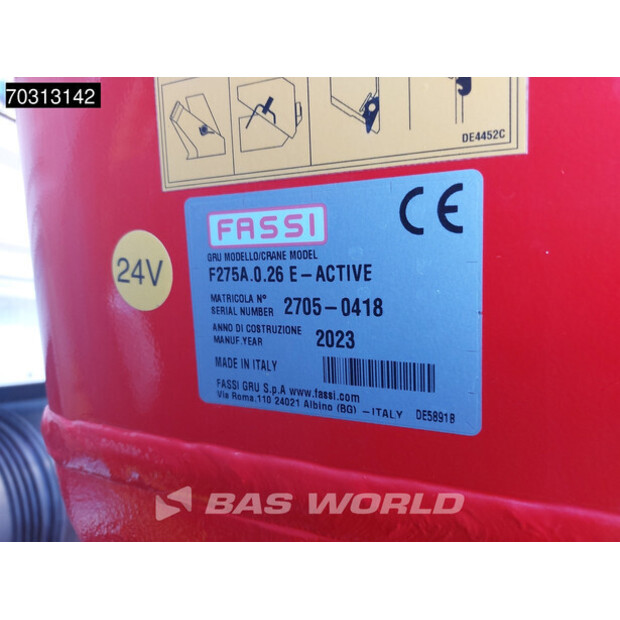 70313142
DE4452C
FASSI
CE
GRU MODELLO/CRANE MODEL
F275A.0.26 E-ACTIVE
24V
MATRICOLA N°
SERIAL NUMBER 2705-0418
ANNO DI COSTRUZIONE
MANUF.YEAR 2023
MADE IN ITALY
FASSI GRU S.p.A www.fassi.com
Via Roma,110 24021 Albino (BG) - ITALY DE5891B
BAS WORLD